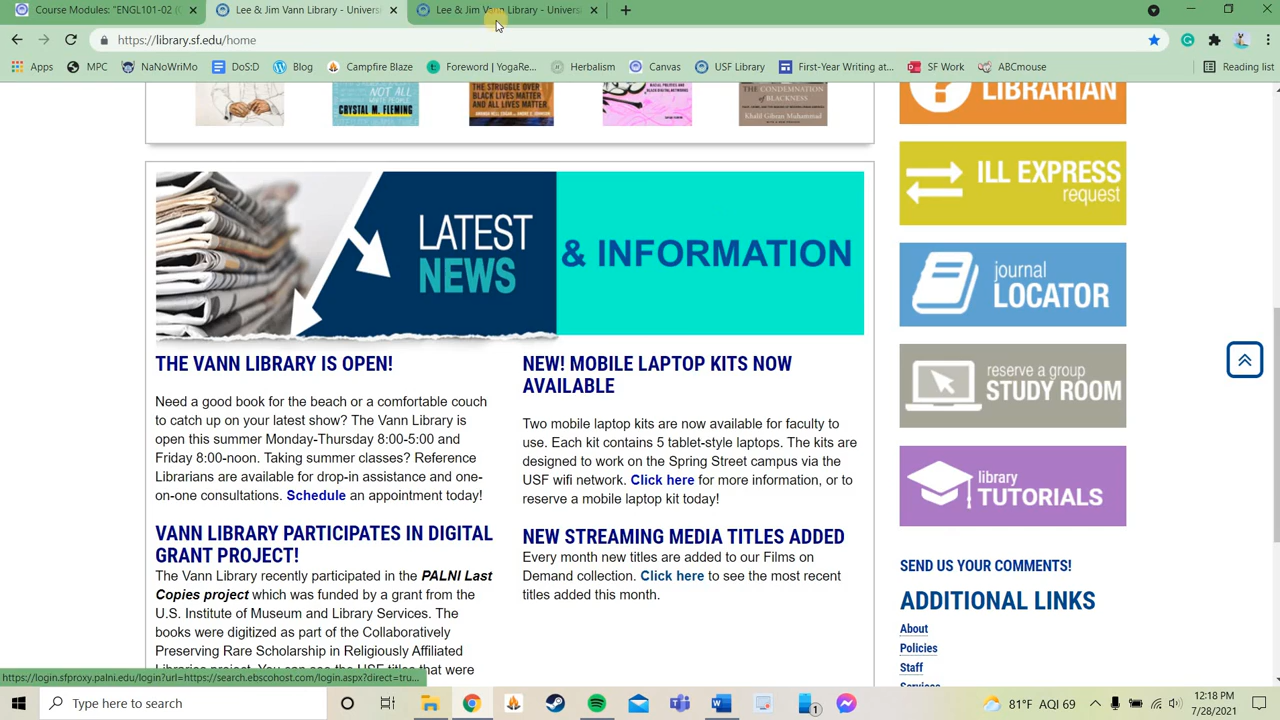 Course Modules: ENGL101-02 (
Lee & Jim Vann Library - Univers
Lee & Jim Vann Library - Univers
https://library.sf.edu/home
Apps
MPC
NaNoWriMo
DoS:D
Blog
Campfire Blaze
Foreword | YogaRe...
Herbalism
Canvas
USF Library
First-Year Writing at...
SF Work
ABCmouse
Reading list
NOT ALL
CRYSTAL M. FLEMING
THE STRUGGLE OVER
BLACK LIVES MATTER
AND ALL LIVES MATTER
THE CONDEMNATION
OF BLACKNESS
Khalil Gibran Muhammad
LIBRARIAN
ILL EXPRESS
request
LATEST
NEWS
& INFORMATION
journal
LOCATOR
reserve a group
STUDY ROOM
library
TUTORIALS
THE VANN LIBRARY IS OPEN!
Need a good book for the beach or a comfortable couch
to catch up on your latest show? The Vann Library is
open this summer Monday-Thursday 8:00-5:00 and
Friday 8:00-noon. Taking summer classes? Reference
Librarians are available for drop-in assistance and one-
on-one consultations. Schedule an appointment today!
VANN LIBRARY PARTICIPATES IN DIGITAL
GRANT PROJECT!
The Vann Library recently participated in the PALNI Last
Copies project which was funded by a grant from the
U.S. Institute of Museum and Library Services. The
books were digitized as part of the Collaboratively
Preserving Rare Scholarship in Religiously Affiliated
Libraries project. You can see the USF titles that were
NEW! MOBILE LAPTOP KITS NOW
AVAILABLE
Two mobile laptop kits are now available for faculty to
use. Each kit contains 5 tablet-style laptops. The kits are
designed to work on the Spring Street campus via the
USF wifi network. Click here for more information, or to
reserve a mobile laptop kit today!
NEW STREAMING MEDIA TITLES ADDED
Every month new titles are added to our Films on
Demand collection. Click here to see the most recent
titles added this month.
SEND US YOUR COMMENTS!
ADDITIONAL LINKS
About
Policies
Staff
Services
https://login.sfproxy.palni.edu/login?url=https://search.ebscohost.com/login.aspx?direct=tru...
Type here to search
1
81°F AQI 69
12:18 PM
7/28/2021